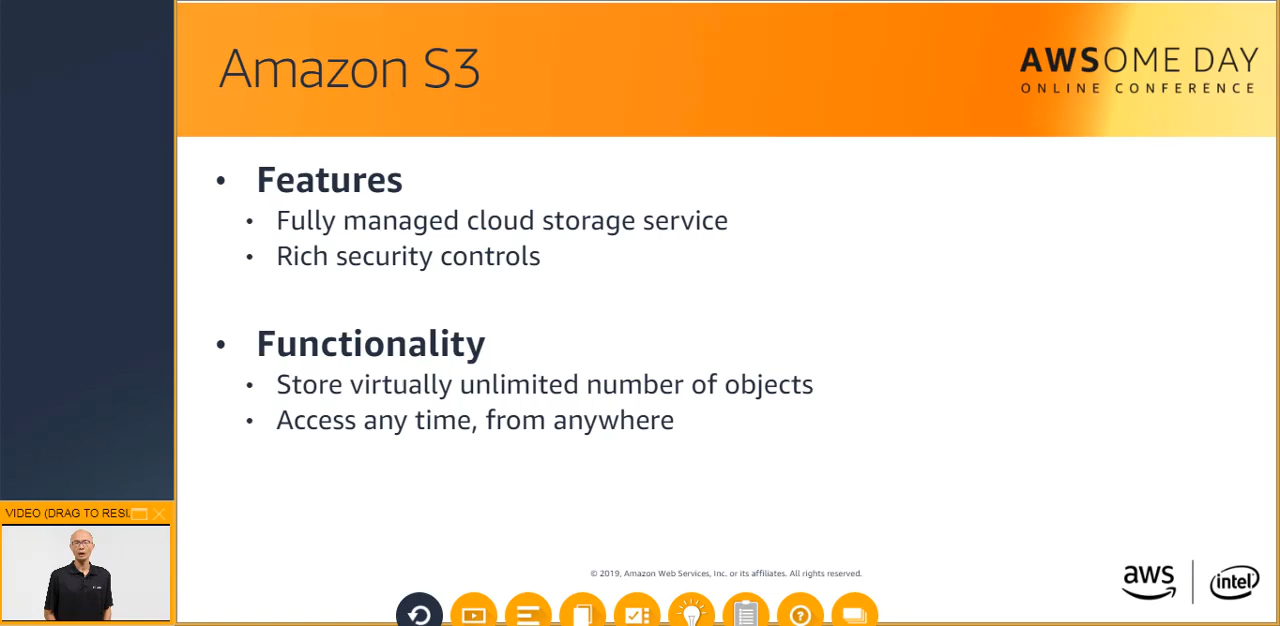 Amazon S3
AWSOME DAY
ONLINE CONFERENCE
• Features
• Fully managed cloud storage service
• Rich security controls
• Functionality
• Store virtually unlimited number of objects
• Access any time, from anywhere
VIDEO (DRAG TO RESI
© 2019, Amazon Web Services, Inc. or its affiliates. All rights reserved.
aws
intel